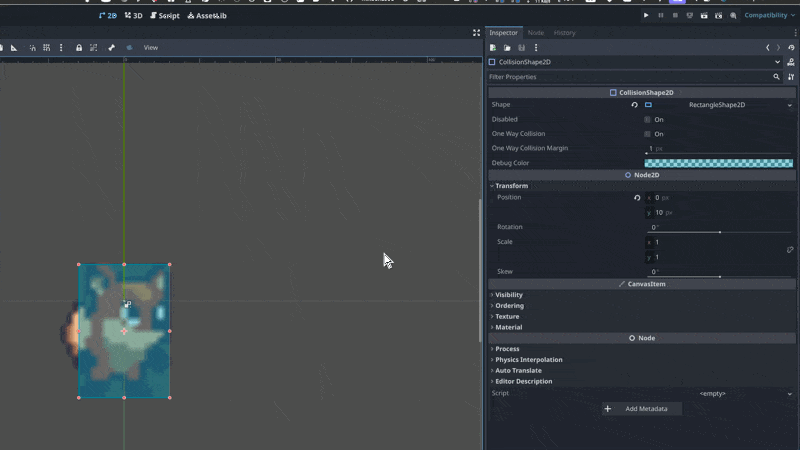 2D 3D Script AssetLib
Compatibility
View
Inspector Node History
CollisionShape2D
Filter Properties
CollisionShape2D
Shape RectangleShape2D
Disabled On
One Way Collision On
One Way Collision Margin 1 px
Debug Color
Node2D
Transform
Position x 0 px
y 10 px
Rotation 0 °
Scale x 1
y 1
Skew 0 °
CanvasItem
Visibility
Ordering
Texture
Material
Node
Process
Physics Interpolation
Auto Translate
Editor Description
Script <empty>
Add Metadata